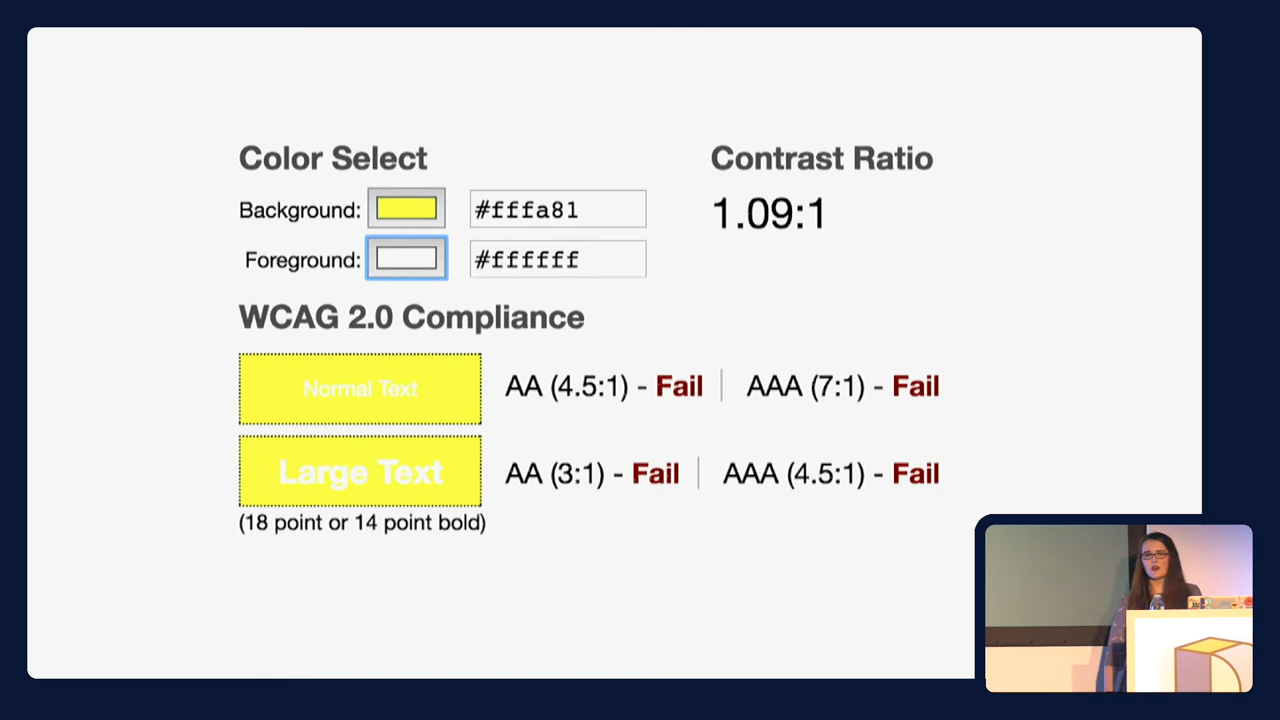 Color Select
Background: #fffa81
Foreground: #ffffff
Contrast Ratio
1.09:1
WCAG 2.0 Compliance
Normal Text AA (4.5:1) - Fail AAA (7:1) - Fail
Large Text AA (3:1) - Fail AAA (4.5:1) - Fail
(18 point or 14 point bold)